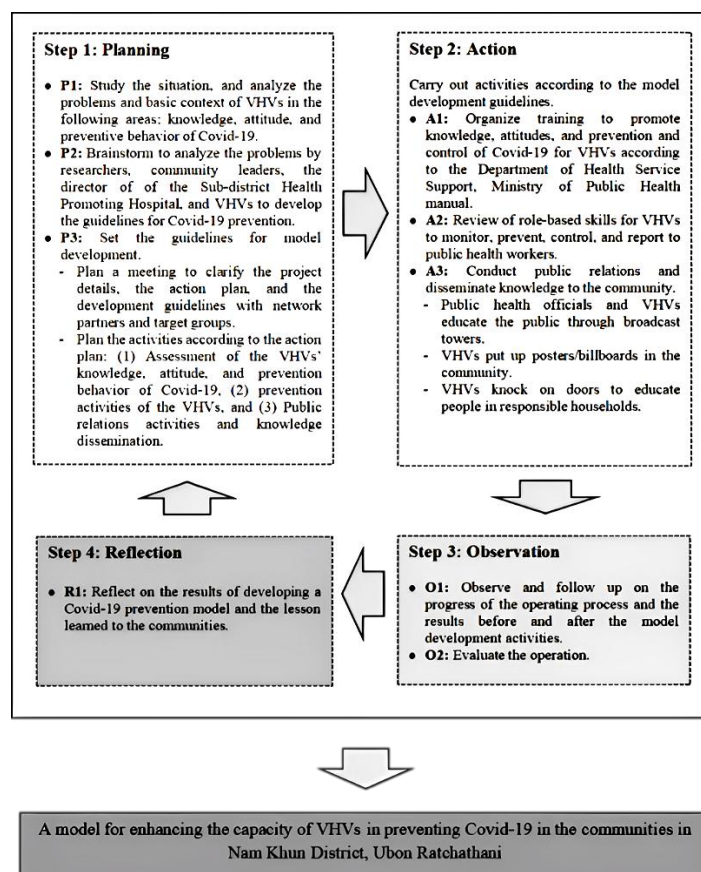 Step 1: Planning
● P1: Study the situation, and analyze the
problems and basic context of VHVs in the
following areas: knowledge, attitude, and
preventive behavior of Covid-19.
● P2: Brainstorm to analyze the problems by
researchers, community leaders, the
director of of the Sub-district Health
Promoting Hospital, and VHVs to develop
the guidelines for Covid-19 prevention.
● P3: Set the guidelines for model
development.
- Plan a meeting to clarify the project
details, the action plan, and the
development guidelines with network
partners and target groups.
- Plan the activities according to the action
plan: (1) Assessment of the VHVs'
knowledge, attitude, and prevention
behavior of Covid-19, (2) prevention
activities of the VHVs, and (3) Public
relations activities and knowledge
dissemination.
Step 2: Action
Carry out activities according to the model
development guidelines.
● A1: Organize training to promote
knowledge, attitudes, and prevention and
control of Covid-19 for VHVs according
to the Department of Health Service
Support, Ministry of Public Health
manual.
● A2: Review of role-based skills for VHVs
to monitor, prevent, control, and report to
public health workers.
● A3: Conduct public relations and
disseminate knowledge to the community.
- Public health officials and VHVs
educate the public through broadcast
towers.
- VHVs put up posters/billboards in the
community.
- VHVs knock on doors to educate
people in responsible households.
Step 4: Reflection
● R1: Reflect on the results of developing a
Covid-19 prevention model and the lesson
learned to the communities.
Step 3: Observation
● O1: Observe and follow up on the
progress of the operating process and the
results before and after the model
development activities.
● O2: Evaluate the operation.
A model for enhancing the capacity of VHVs in preventing Covid-19 in the communities in
Nam Khun District, Ubon Ratchathani